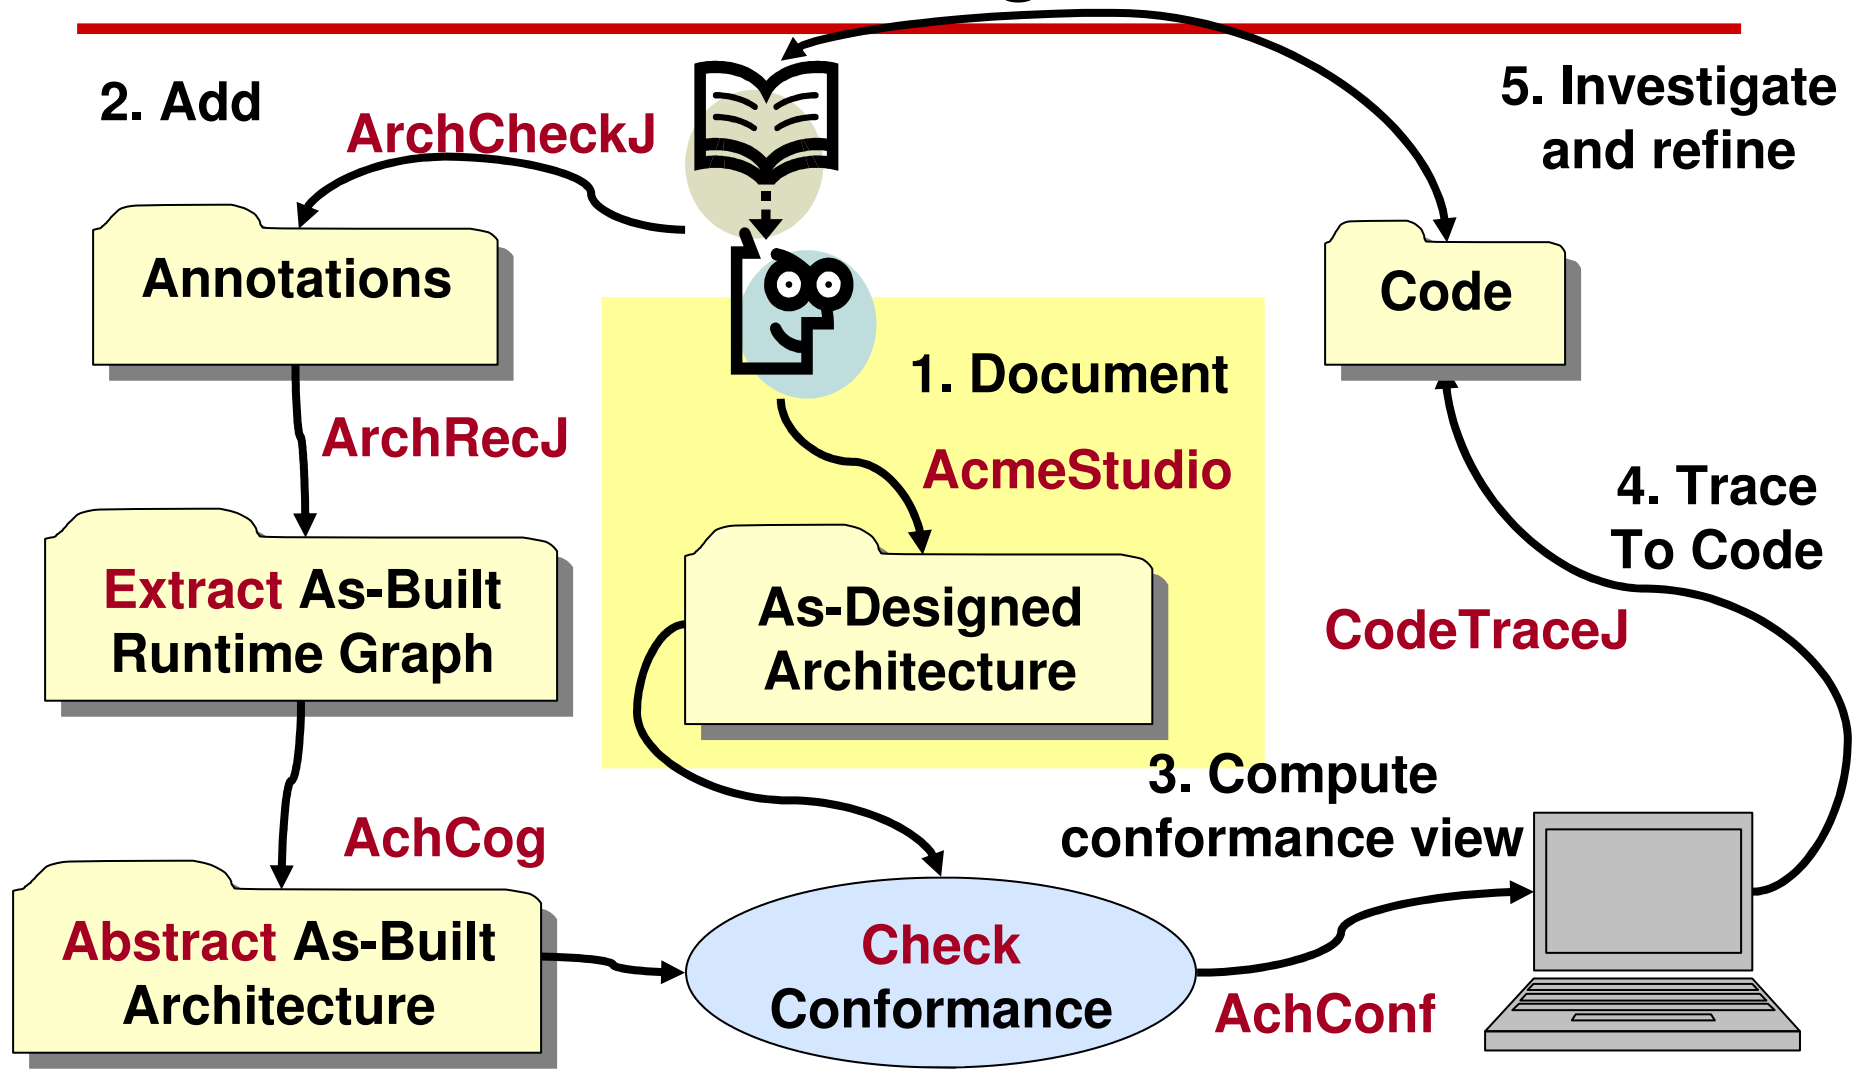 2. Add
ArchCheckJ
5. Investigate
and refine
Annotations
Code
1. Document
ArchRecJ
AcmeStudio
4. Trace
To Code
Extract As-Built
Runtime Graph
As-Designed
Architecture
CodeTraceJ
3. Compute
conformance view
AchCog
Abstract As-Built
Architecture
Check
Conformance
AchConf